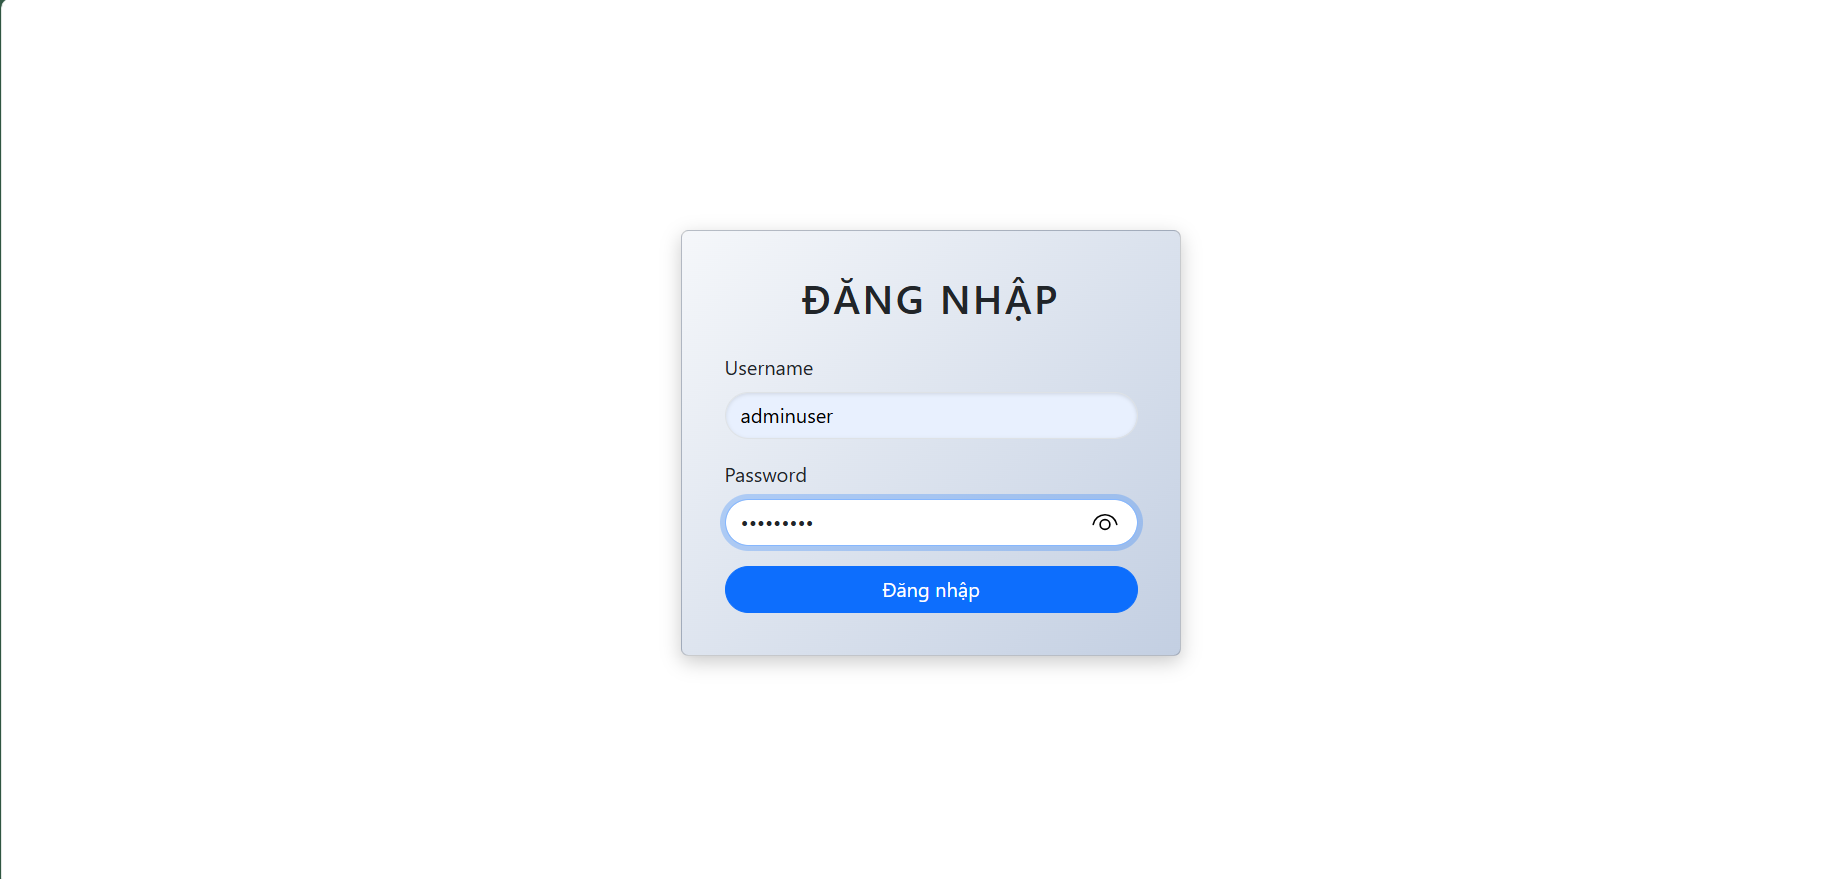 ĐĂNG NHẬP
Username
adminuser
Password
•••••••••
Đăng nhập